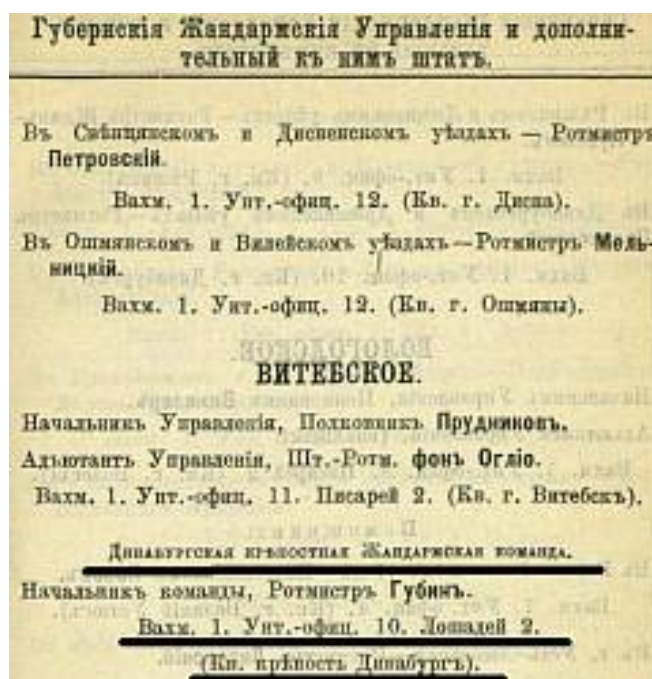 Губернскія Жандармскія Управленія и дополни-
тельный къ нимъ штатъ.
Въ Свѣнцянскомъ и Дисненскомъ уѣздахъ — Ротмистръ
Петровскій.
Вахм. 1. Унт.-офиц. 12. (Кв. г. Дисна).
Въ Ошмянскомъ и Вилейскомъ уѣздахъ—Ротмистръ Мель-
ницкій.
Вахм. 1. Унт.-офиц. 12. (Кв. г. Ошмяны).
ВИТЕБСКОЕ.
Начальникъ Управленія, Полковникъ Прудниковъ.
Адъютантъ Управленія, Шт.-Ротм. фонъ Огліо.
Вахм. 1. Унт.-офиц. 11. Писарей 2. (Кв. г. Витебскъ).
Динабургская крѣпостная Жандармская команда.
Начальникъ команды, Ротмистръ Губинъ.
Вахм. 1. Унт.-офиц. 10. Лошадей 2.
(Кв. крѣпость Динабургъ).